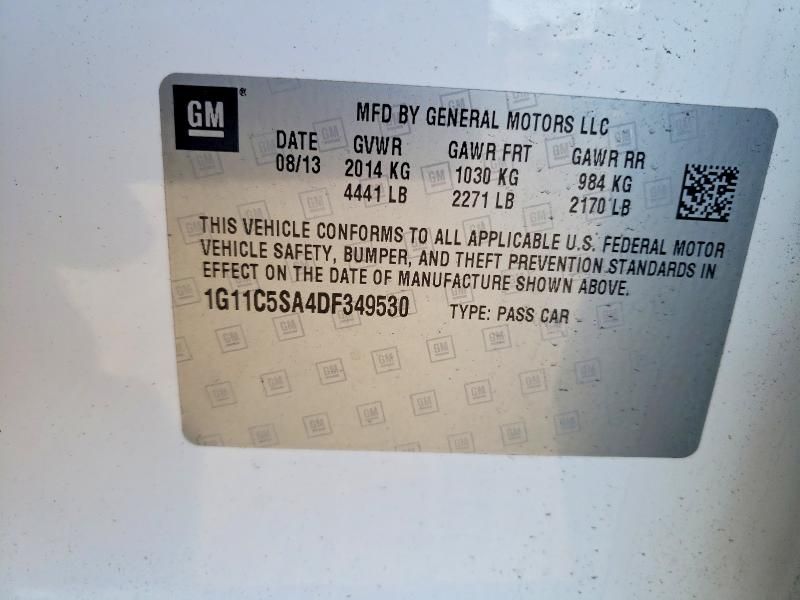 GM®
MFD BY GENERAL MOTORS LLC
DATE GVWR GAWR FRT GAWR RR
08/13 2014 KG 1030 KG 984 KG
4441 LB 2271 LB 2170 LB
THIS VEHICLE CONFORMS TO ALL APPLICABLE U.S. FEDERAL MOTOR
VEHICLE SAFETY, BUMPER, AND THEFT PREVENTION STANDARDS IN
EFFECT ON THE DATE OF MANUFACTURE SHOWN ABOVE.
1G11C5SA4DF349530 TYPE: PASS CAR